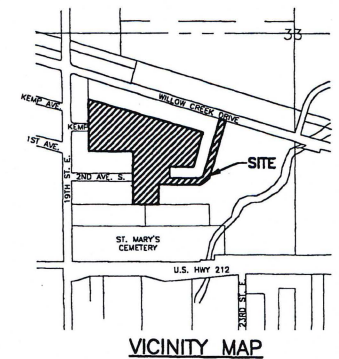 33
WILLOW CREEK DRIVE
KEMP AVE.
KEMP
1ST AVE.
19TH ST. E.
2ND AVE. S.
SITE
ST. MARY'S
CEMETERY
U.S. HWY 212
23RD ST. E.
VICINITY MAP